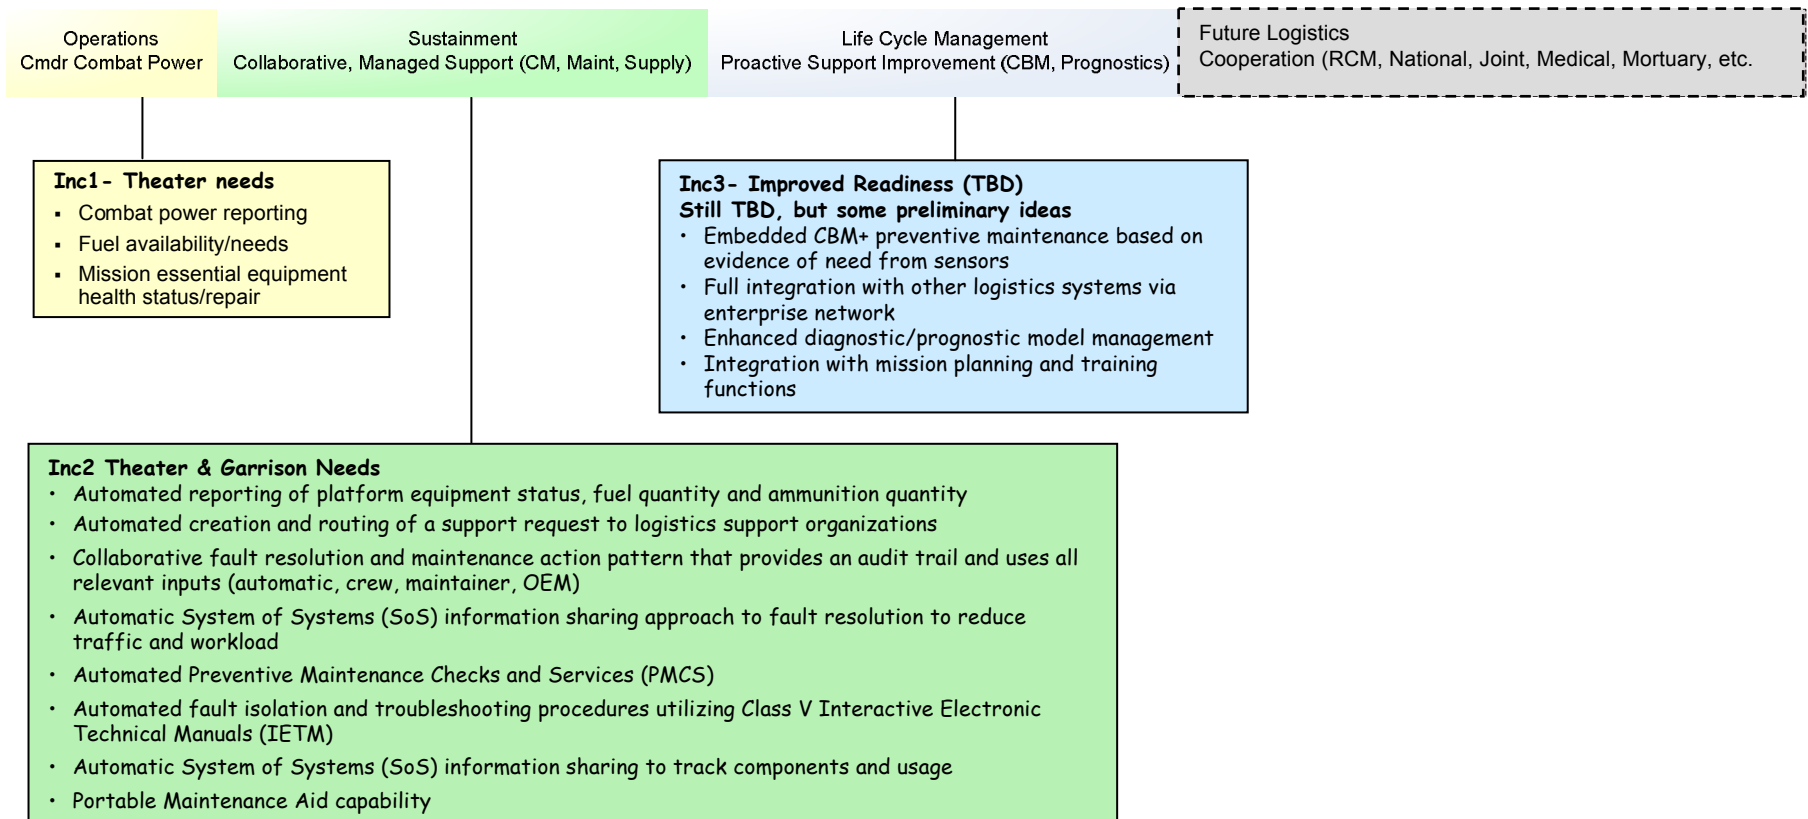 Operations
Cmdr Combat Power
Sustainment
Collaborative, Managed Support (CM, Maint, Supply)
Life Cycle Management
Proactive Support Improvement (CBM, Prognostics)
Future Logistics
Cooperation (RCM, National, Joint, Medical, Mortuary, etc.
Inc1- Theater needs
▪ Combat power reporting
▪ Fuel availability/needs
▪ Mission essential equipment
health status/repair
Inc3- Improved Readiness (TBD)
Still TBD, but some preliminary ideas
• Embedded CBM+ preventive maintenance based on
evidence of need from sensors
• Full integration with other logistics systems via
enterprise network
• Enhanced diagnostic/prognostic model management
• Integration with mission planning and training
functions
Inc2 Theater & Garrison Needs
• Automated reporting of platform equipment status, fuel quantity and ammunition quantity
• Automated creation and routing of a support request to logistics support organizations
• Collaborative fault resolution and maintenance action pattern that provides an audit trail and uses all
relevant inputs (automatic, crew, maintainer, OEM)
• Automatic System of Systems (SoS) information sharing approach to fault resolution to reduce
traffic and workload
• Automated Preventive Maintenance Checks and Services (PMCS)
• Automated fault isolation and troubleshooting procedures utilizing Class V Interactive Electronic
Technical Manuals (IETM)
• Automatic System of Systems (SoS) information sharing to track components and usage
• Portable Maintenance Aid capability